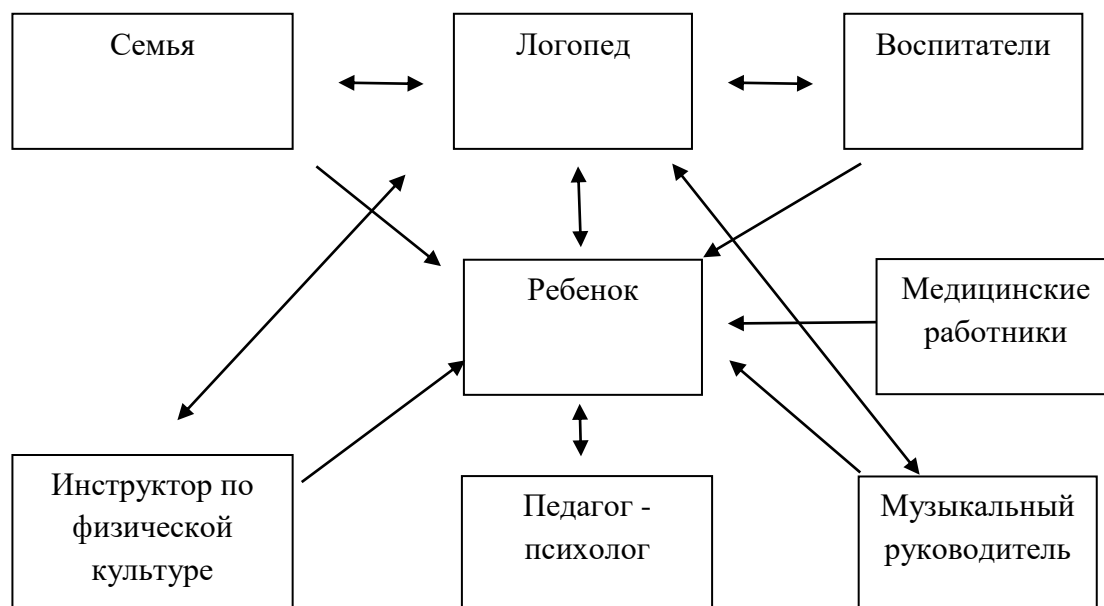 Семья
Логопед
Воспитатели
Ребенок
Медицинские
работники
Инструктор по
физической
культуре
Педагог -
психолог
Музыкальный
руководитель